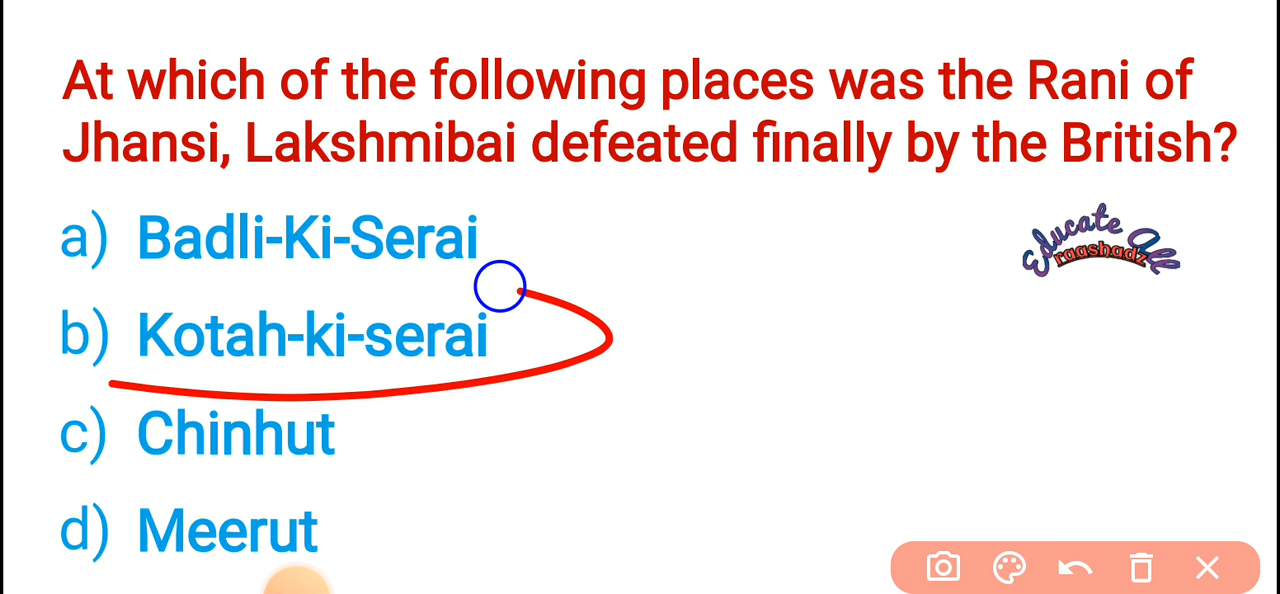 At which of the following places was the Rani of
Jhansi, Lakshmibai defeated finally by the British?
a) Badli-Ki-Serai
b) Kotah-ki-serai
c) Chinhut
d) Meerut
Educate All
raashadz